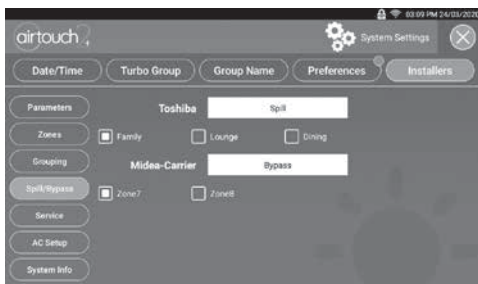 03:09 PM 24/03/2020
airtouch 4
System Settings
Date/Time Turbo Group Group Name Preferences Installers
Parameters
Toshiba Spill
Zones
Family Lounge Dining
Grouping
Midea-Carrier Bypass
Spill/Bypass
Zone7 Zone8
Service
AC Setup
System Info